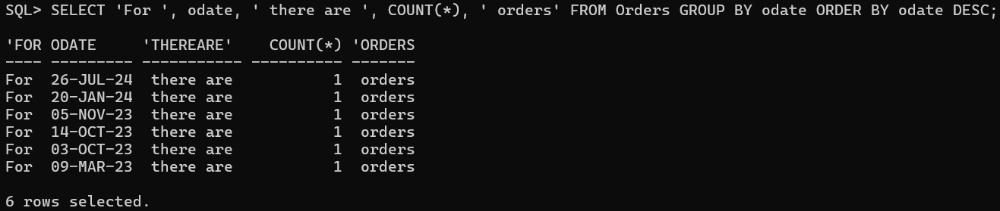 SQL> SELECT 'For ', odate, ' there are ', COUNT(*), ' orders' FROM Orders GROUP BY odate ORDER BY odate DESC;
'FOR ODATE     'THEREARE'    COUNT(*) 'ORDERS
---- --------- ----------- ---------- -------
For  26-JUL-24  there are           1  orders
For  20-JAN-24  there are           1  orders
For  05-NOV-23  there are           1  orders
For  14-OCT-23  there are           1  orders
For  03-OCT-23  there are           1  orders
For  09-MAR-23  there are           1  orders
6 rows selected.